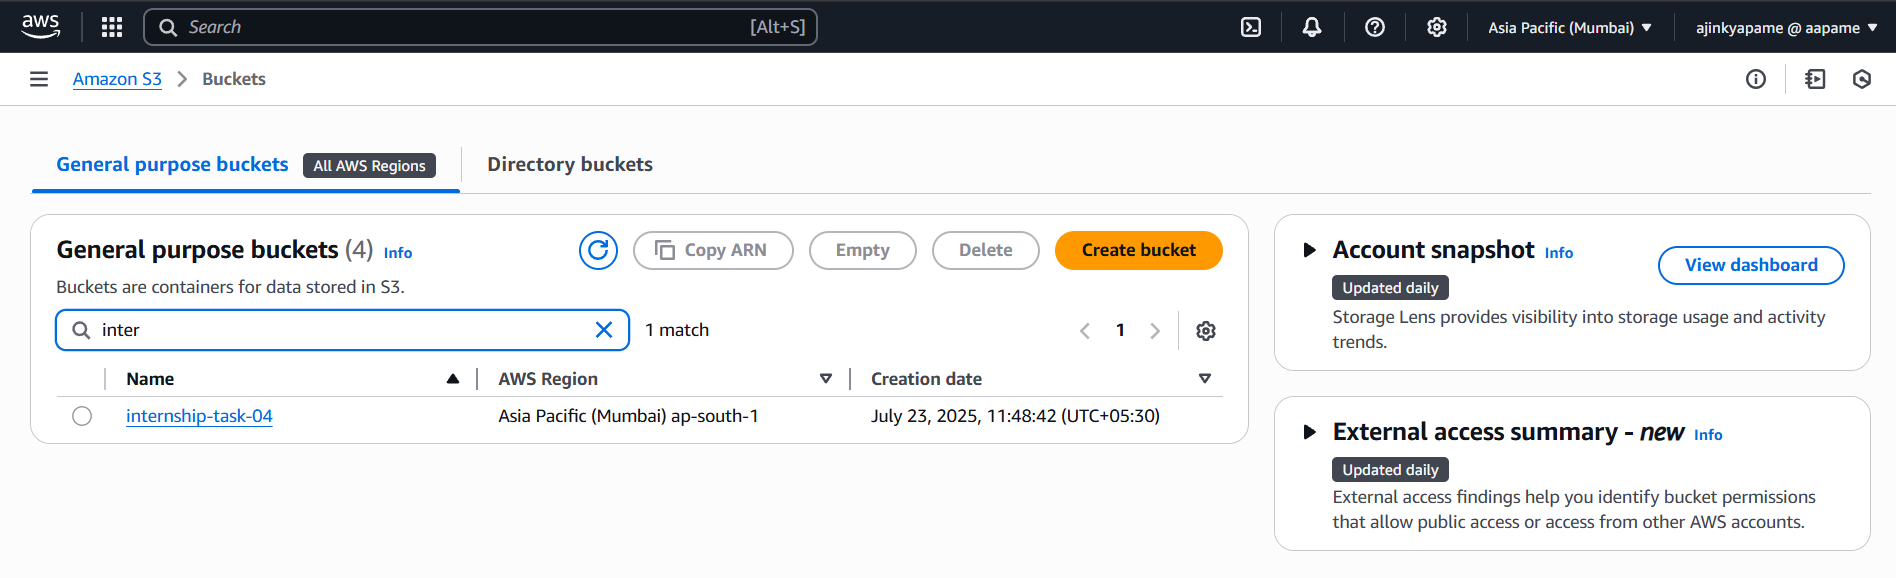 aws
Search [Alt+S]
Asia Pacific (Mumbai)
ajinkyapame @ aapame
Amazon S3 > Buckets
General purpose buckets All AWS Regions
Directory buckets
General purpose buckets (4) Info
Copy ARN
Empty
Delete
Create bucket
Buckets are containers for data stored in S3.
inter
1 match
1
Name AWS Region Creation date
internship-task-04 Asia Pacific (Mumbai) ap-south-1 July 23, 2025, 11:48:42 (UTC+05:30)
Account snapshot Info
View dashboard
Updated daily
Storage Lens provides visibility into storage usage and activity
trends.
External access summary - new Info
Updated daily
External access findings help you identify bucket permissions
that allow public access or access from other AWS accounts.